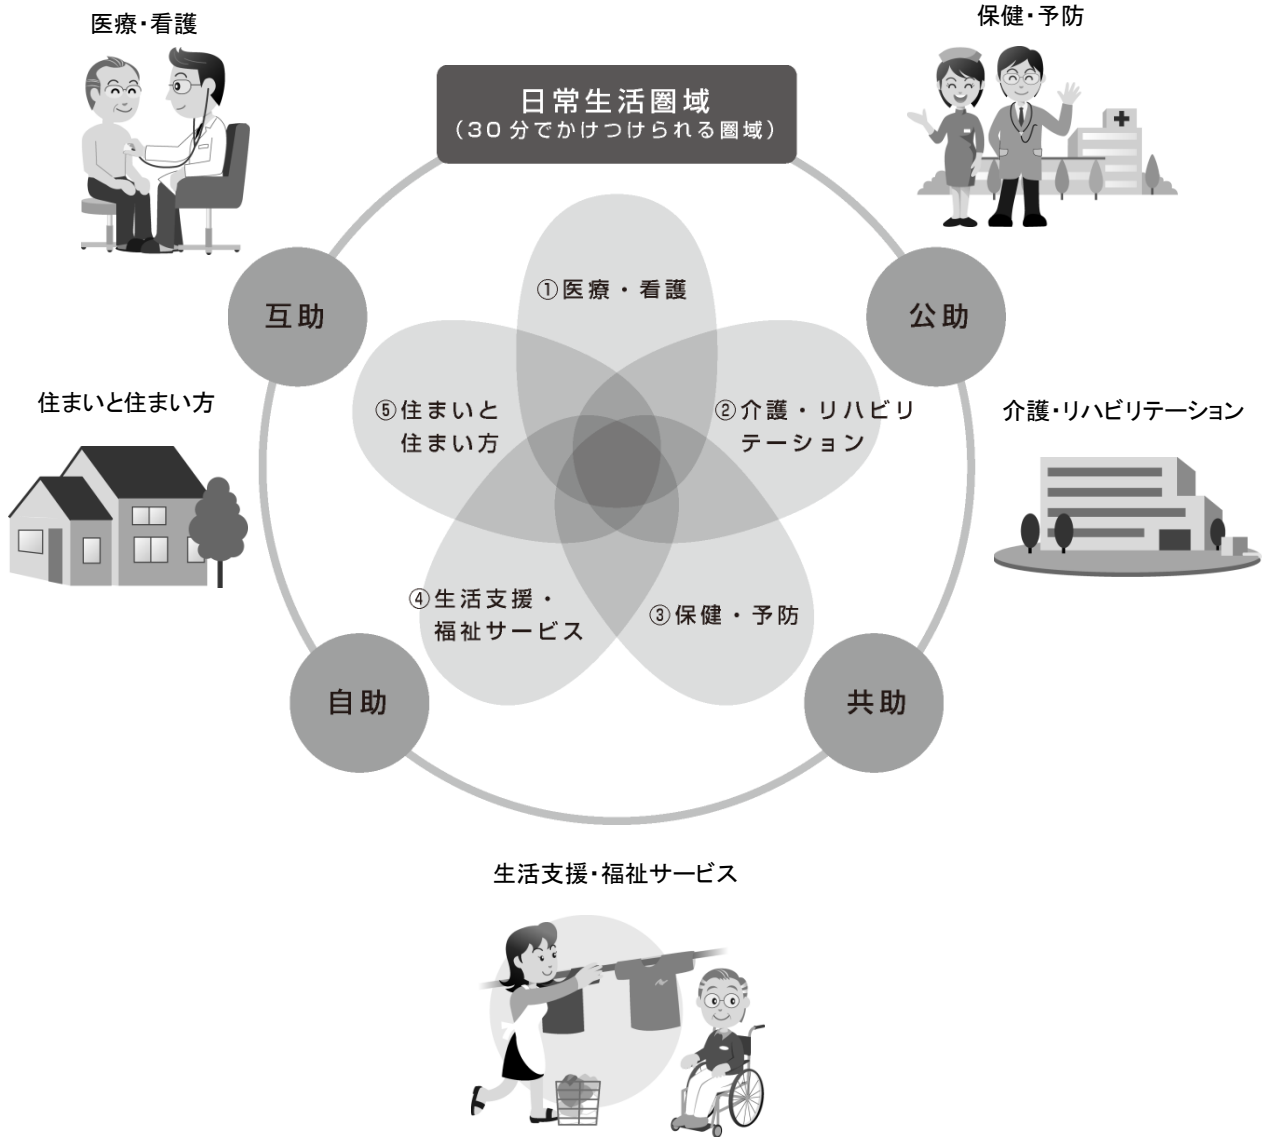 医療・看護
保健・予防
日常生活圏域
（30分でかけつけられる圏域）
①医療・看護
互助
公助
住まいと住まい方
介護・リハビリテーション
⑤住まいと
住まい方
②介護・リハビリ
テーション
④生活支援・
福祉サービス
③保健・予防
自助
共助
生活支援・福祉サービス